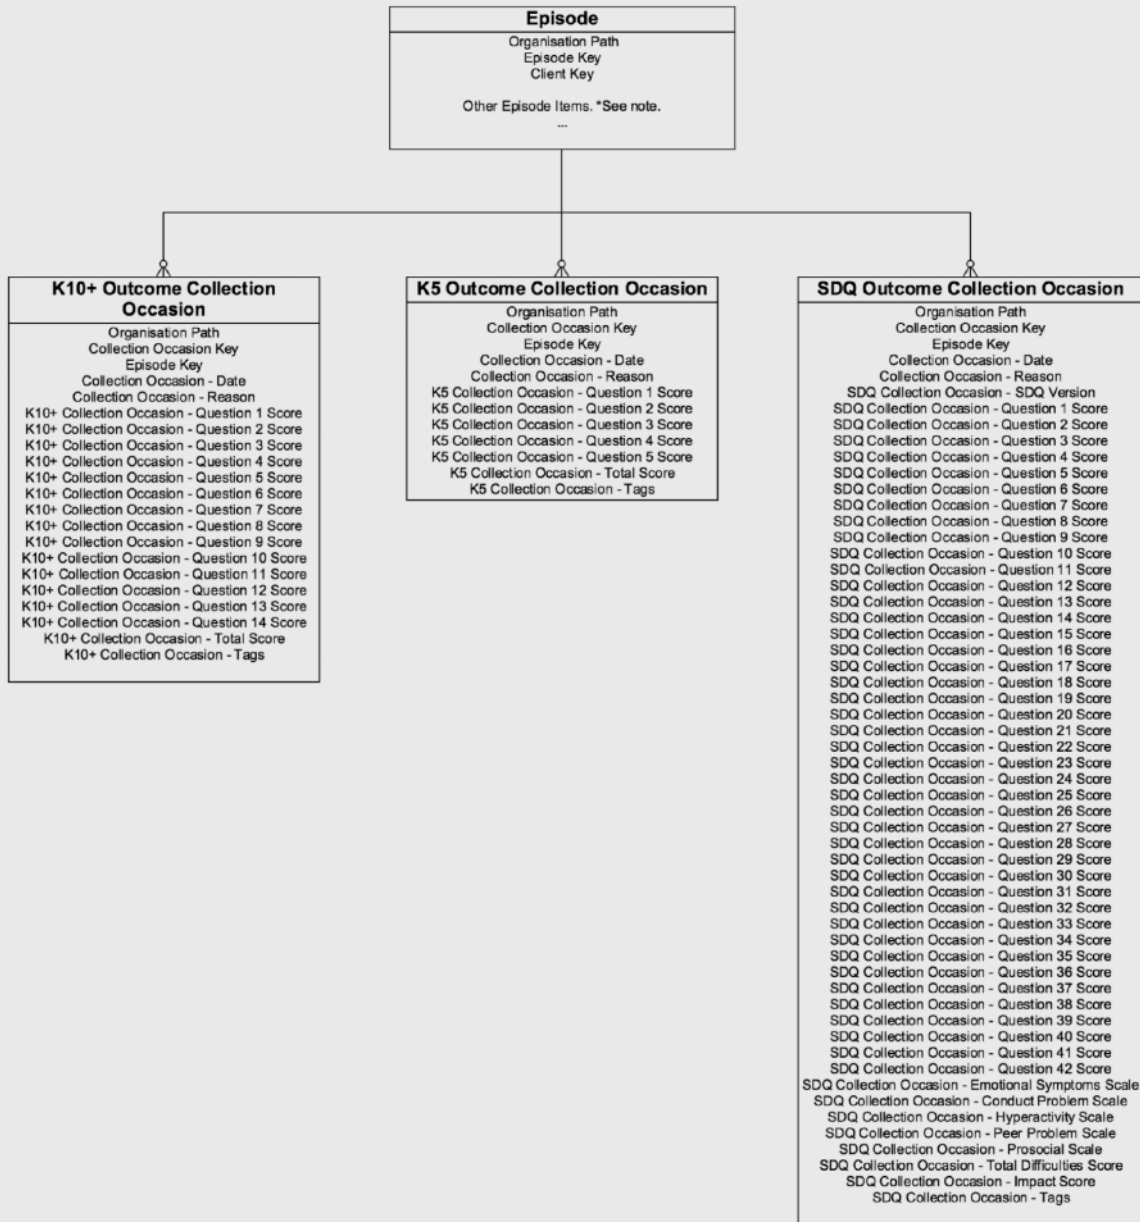 Episode
Organisation Path
Episode Key
Client Key
Other Episode Items. *See note.
...
K10+ Outcome Collection
Occasion
Organisation Path
Collection Occasion Key
Episode Key
Collection Occasion - Date
Collection Occasion - Reason
K10+ Collection Occasion - Question 1 Score
K10+ Collection Occasion - Question 2 Score
K10+ Collection Occasion - Question 3 Score
K10+ Collection Occasion - Question 4 Score
K10+ Collection Occasion - Question 5 Score
K10+ Collection Occasion - Question 6 Score
K10+ Collection Occasion - Question 7 Score
K10+ Collection Occasion - Question 8 Score
K10+ Collection Occasion - Question 9 Score
K10+ Collection Occasion - Question 10 Score
K10+ Collection Occasion - Question 11 Score
K10+ Collection Occasion - Question 12 Score
K10+ Collection Occasion - Question 13 Score
K10+ Collection Occasion - Question 14 Score
K10+ Collection Occasion - Total Score
K10+ Collection Occasion - Tags
K5 Outcome Collection Occasion
Organisation Path
Collection Occasion Key
Episode Key
Collection Occasion - Date
Collection Occasion - Reason
K5 Collection Occasion - Question 1 Score
K5 Collection Occasion - Question 2 Score
K5 Collection Occasion - Question 3 Score
K5 Collection Occasion - Question 4 Score
K5 Collection Occasion - Question 5 Score
K5 Collection Occasion - Total Score
K5 Collection Occasion - Tags
SDQ Outcome Collection Occasion
Organisation Path
Collection Occasion Key
Episode Key
Collection Occasion - Date
Collection Occasion - Reason
SDQ Collection Occasion - SDQ Version
SDQ Collection Occasion - Question 1 Score
SDQ Collection Occasion - Question 2 Score
SDQ Collection Occasion - Question 3 Score
SDQ Collection Occasion - Question 4 Score
SDQ Collection Occasion - Question 5 Score
SDQ Collection Occasion - Question 6 Score
SDQ Collection Occasion - Question 7 Score
SDQ Collection Occasion - Question 8 Score
SDQ Collection Occasion - Question 9 Score
SDQ Collection Occasion - Question 10 Score
SDQ Collection Occasion - Question 11 Score
SDQ Collection Occasion - Question 12 Score
SDQ Collection Occasion - Question 13 Score
SDQ Collection Occasion - Question 14 Score
SDQ Collection Occasion - Question 15 Score
SDQ Collection Occasion - Question 16 Score
SDQ Collection Occasion - Question 17 Score
SDQ Collection Occasion - Question 18 Score
SDQ Collection Occasion - Question 19 Score
SDQ Collection Occasion - Question 20 Score
SDQ Collection Occasion - Question 21 Score
SDQ Collection Occasion - Question 22 Score
SDQ Collection Occasion - Question 23 Score
SDQ Collection Occasion - Question 24 Score
SDQ Collection Occasion - Question 25 Score
SDQ Collection Occasion - Question 26 Score
SDQ Collection Occasion - Question 27 Score
SDQ Collection Occasion - Question 28 Score
SDQ Collection Occasion - Question 29 Score
SDQ Collection Occasion - Question 30 Score
SDQ Collection Occasion - Question 31 Score
SDQ Collection Occasion - Question 32 Score
SDQ Collection Occasion - Question 33 Score
SDQ Collection Occasion - Question 34 Score
SDQ Collection Occasion - Question 35 Score
SDQ Collection Occasion - Question 36 Score
SDQ Collection Occasion - Question 37 Score
SDQ Collection Occasion - Question 38 Score
SDQ Collection Occasion - Question 39 Score
SDQ Collection Occasion - Question 40 Score
SDQ Collection Occasion - Question 41 Score
SDQ Collection Occasion - Question 42 Score
SDQ Collection Occasion - Emotional Symptoms Scale
SDQ Collection Occasion - Conduct Problem Scale
SDQ Collection Occasion - Hyperactivity Scale
SDQ Collection Occasion - Peer Problem Scale
SDQ Collection Occasion - Prosocial Scale
SDQ Collection Occasion - Total Difficulties Score
SDQ Collection Occasion - Impact Score
SDQ Collection Occasion - Tags